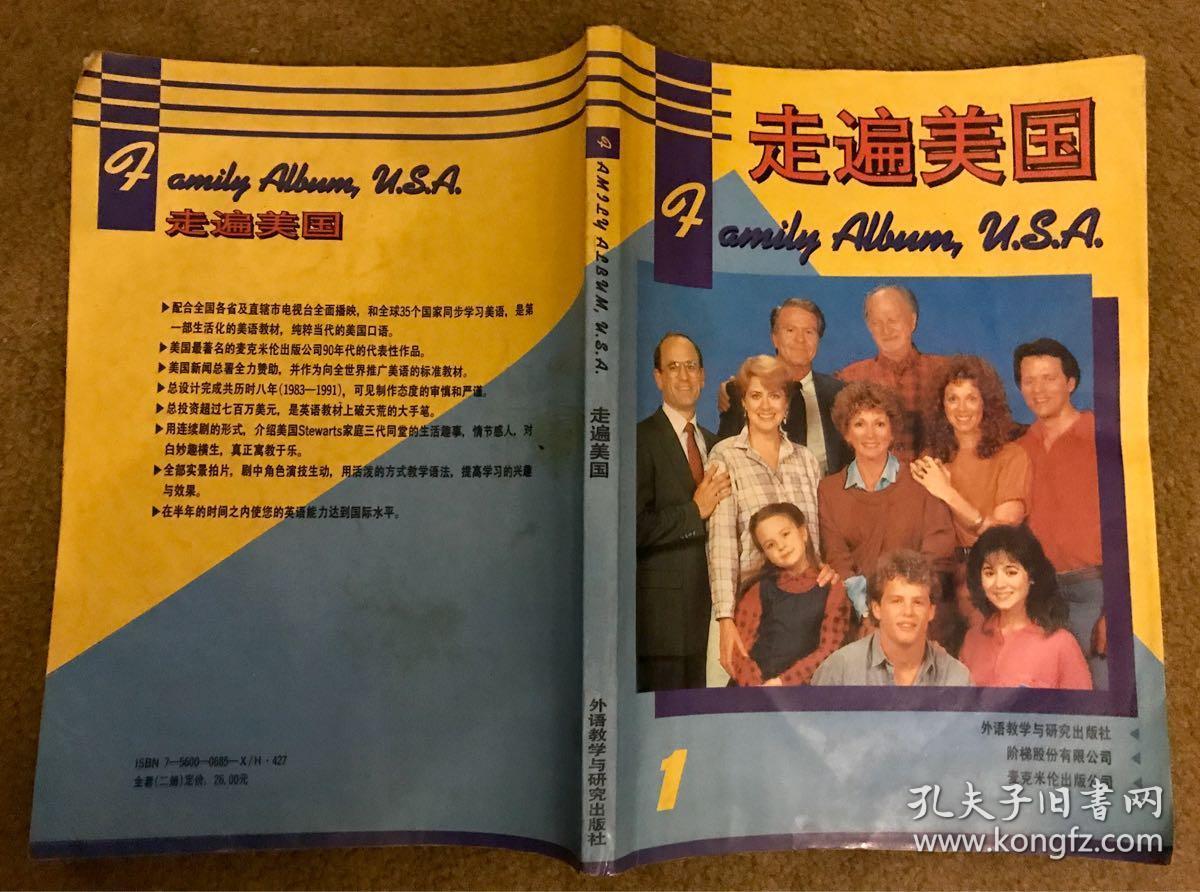 Family Album, U.S.A.
走遍美国
▶配合全国各省及直辖市电视台全面播映，和全球35个国家同步学习美语，是第
一部生活化的美语教材，纯粹当代的美国口语。
▶美国最著名的麦克米伦出版公司90年代的代表性作品。
▶美国新闻总署全力赞助，并作为向全世界推广美语的标准教材。
▶总设计完成共历时八年(1983—1991)，可见制作态度的审慎和严谨。
▶总投资超过七百万美元，是英语教材上破天荒的大手笔。
▶用连续剧的形式，介绍美国Stewarts家庭三代同堂的生活趣事，情节感人，对
白妙趣横生，真正寓教于乐。
▶全部实景拍片，剧中角色演技生动，用活泼的方式教学语法，提高学习的兴趣
与效果。
▶在半年的时间之内使您的英语能力达到国际水平。
ISBN 7—5600—0685—X/H·427
全套(二册)定价：26.00元
FAMILY ALBUM, U.S.A. 走遍美国
外语教学与研究出版社
走遍美国
Family Album, U.S.A.
外语教学与研究出版社
阶梯股份有限公司
麦克米伦出版公司
1
孔夫子旧书网
www.kongfz.com